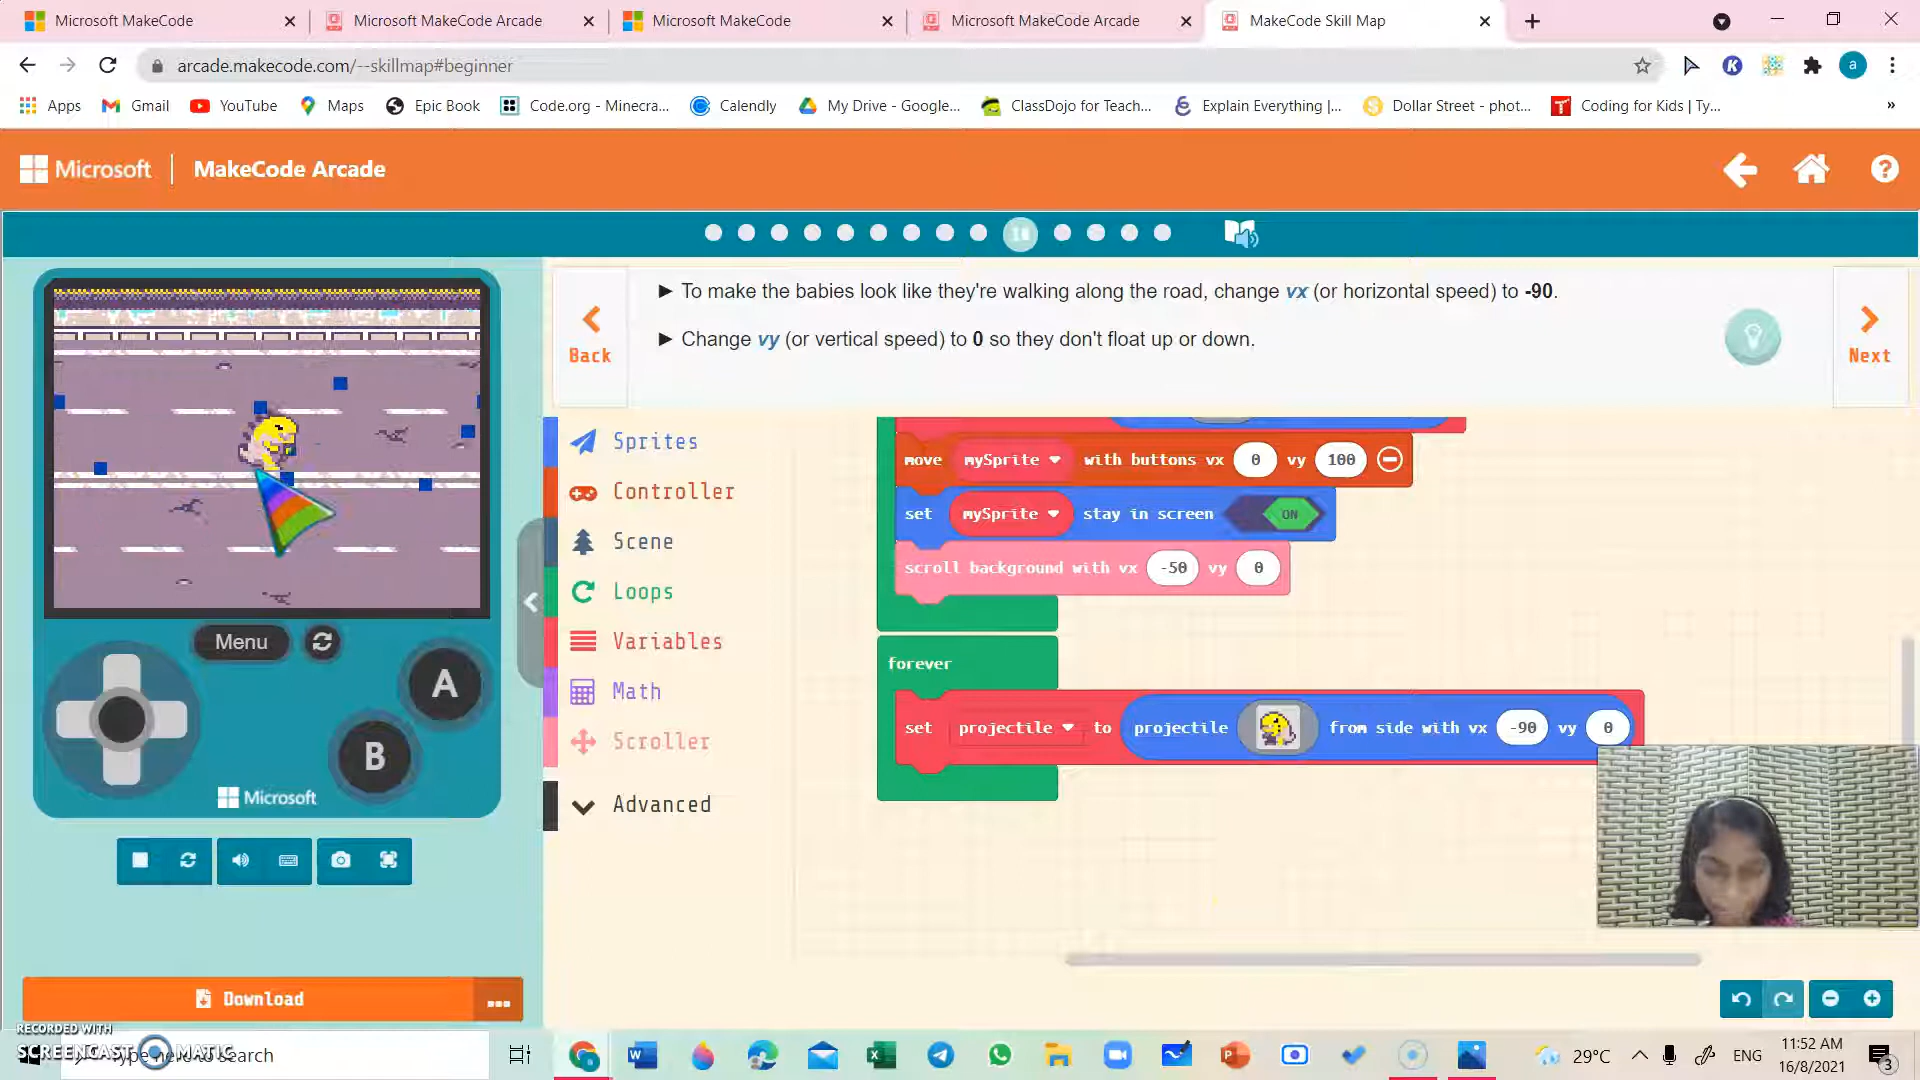 Microsoft MakeCode
Microsoft MakeCode Arcade
Microsoft MakeCode
Microsoft MakeCode Arcade
MakeCode Skill Map
arcade.makecode.com/--skillmap#beginner
K
a
Apps
Gmail
YouTube
Maps
Epic Book
Code.org - Minecra...
Calendly
My Drive - Google...
ClassDojo for Teach...
Explain Everything |...
Dollar Street - phot...
Coding for Kids | Ty...
»
Microsoft
MakeCode Arcade
Back
► To make the babies look like they're walking along the road, change vx (or horizontal speed) to -90.
► Change vy (or vertical speed) to 0 so they don't float up or down.
Next
Sprites
Controller
Scene
Loops
Variables
Math
Scroller
Advanced
move mySprite with buttons vx 0 vy 100
set mySprite stay in screen ON
scroll background with vx -50 vy 0
forever
set projectile to projectile from side with vx -90 vy 0
Menu
A
B
Microsoft
Download
...
RECORDED WITH
SCREENCAST MATIC
here to search
29°C
ENG
11:52 AM
16/8/2021
3